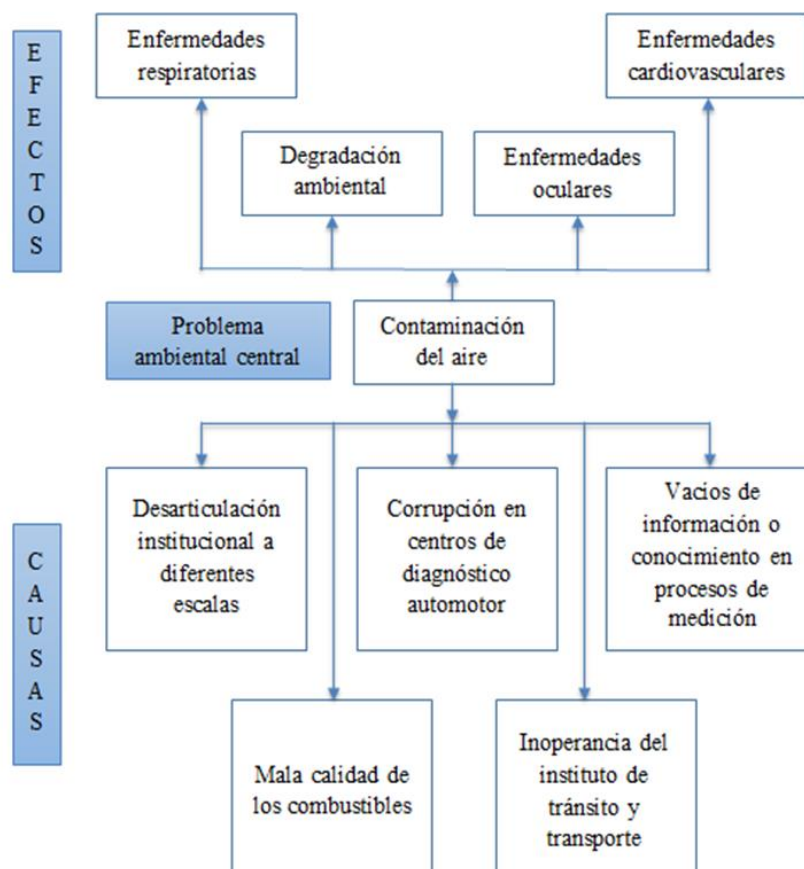 EFECTOS
Enfermedades
respiratorias
Enfermedades
cardiovasculares
Degradación
ambiental
Enfermedades
oculares
Problema
ambiental central
Contaminación
del aire
CAUSAS
Desarticulación
institucional a
diferentes
escalas
Corrupción en
centros de
diagnóstico
automotor
Vacios de
información o
conocimiento en
procesos de
medición
Mala calidad de
los combustibles
Inoperancia del
instituto de
tránsito y
transporte